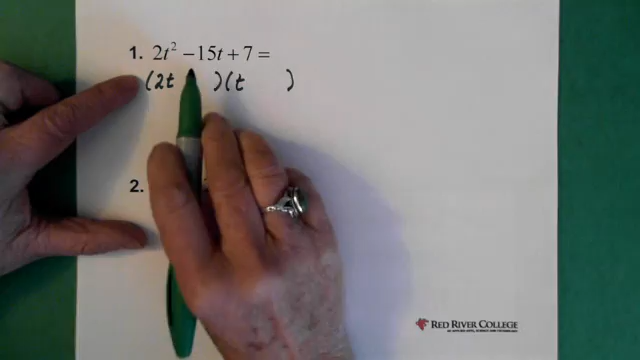 1. 2t² − 15t + 7 =
(2t )(t )
2.
RED RIVER COLLEGE